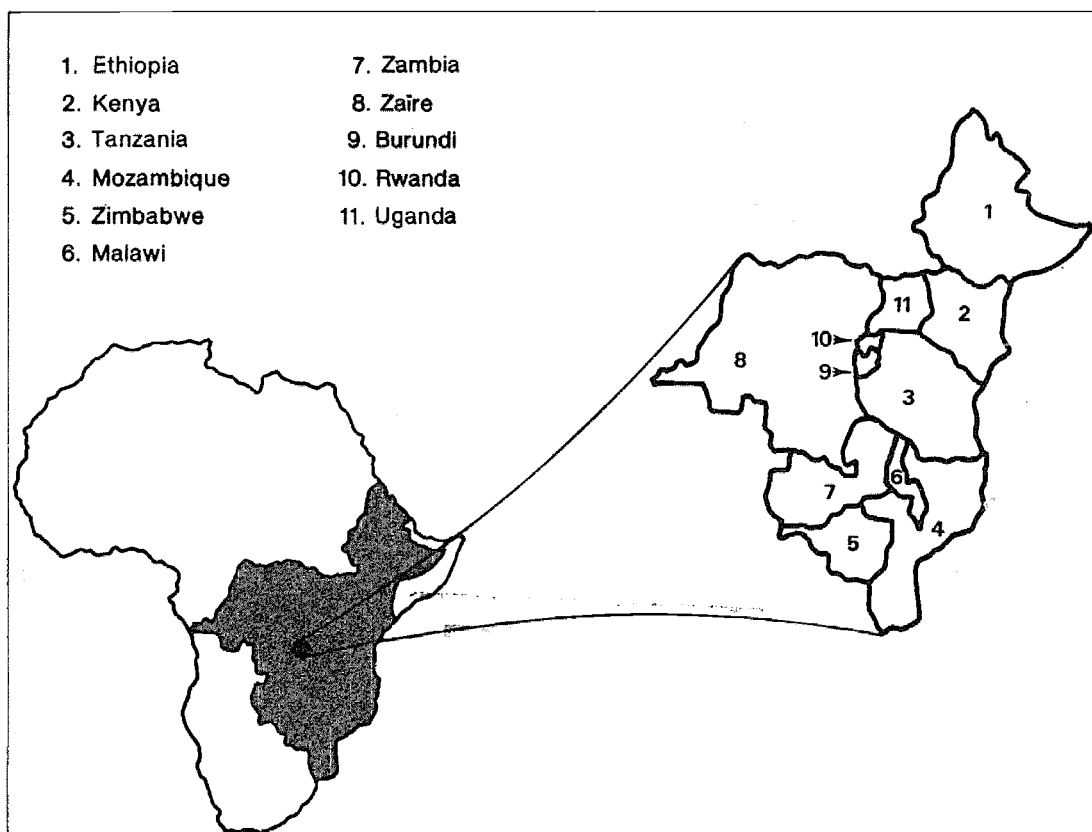 1. Ethiopia
2. Kenya
3. Tanzania
4. Mozambique
5. Zimbabwe
6. Malawi
7. Zambia
8. Zaïre
9. Burundi
10. Rwanda
11. Uganda
1
11
2
10
9
8
3
6
7
4
5